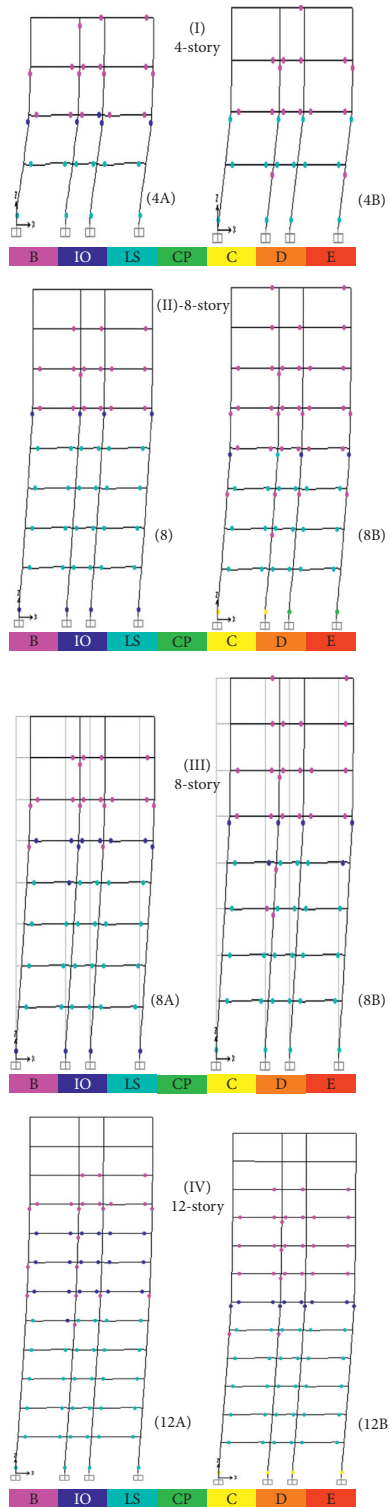 (I)
4-story
(4A)
(4B)
B IO LS CP C D E
(II)-8-story
(8)
(8B)
B IO LS CP C D E
(III)
8-story
(8A)
(8B)
B IO LS CP C D E
(IV)
12-story
(12A)
(12B
B IO LS CP C D E